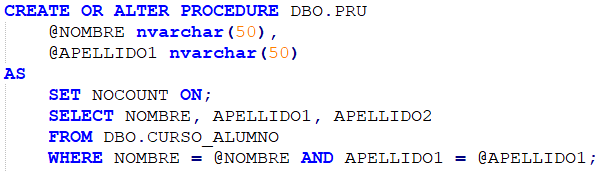 CREATE OR ALTER PROCEDURE DBO.PRU
    @NOMBRE nvarchar(50),
    @APELLIDO1 nvarchar(50)
AS
    SET NOCOUNT ON;
    SELECT NOMBRE, APELLIDO1, APELLIDO2
    FROM DBO.CURSO_ALUMNO
    WHERE NOMBRE = @NOMBRE AND APELLIDO1 = @APELLIDO1;